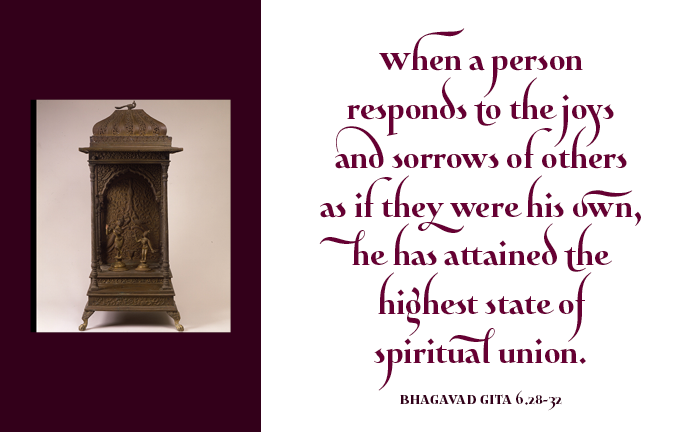 When a person
responds to the joys
and sorrows of others
as if they were his own,
he has attained the
highest state of
spiritual union.
BHAGAVAD GITA 6.28-32